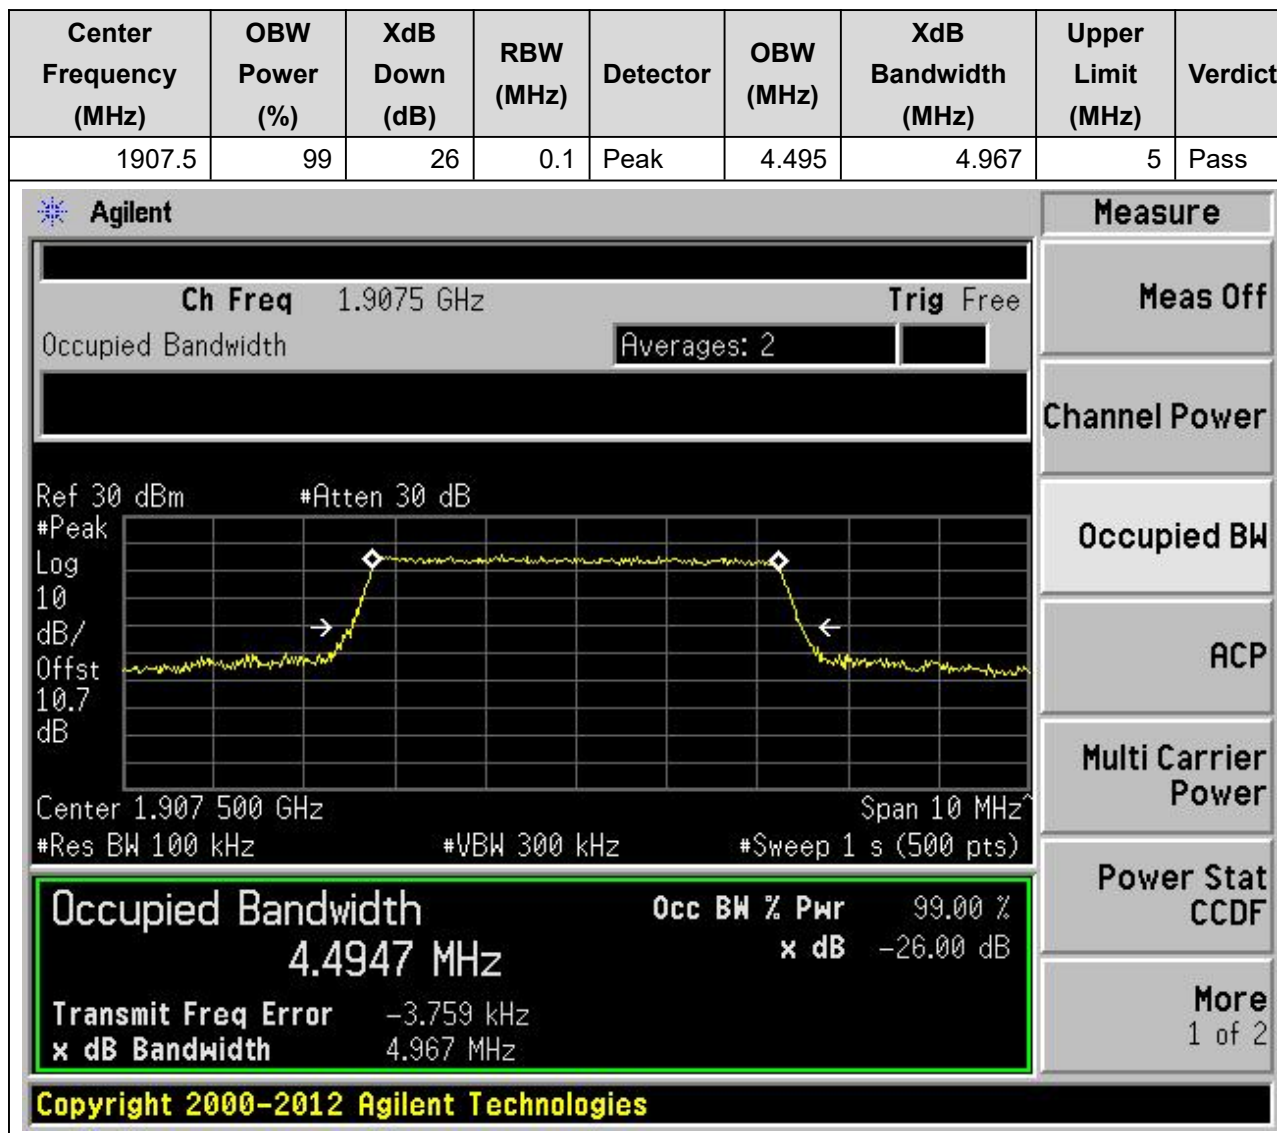 Center Frequency (MHz) OBW Power (%) XdB Down (dB) RBW (MHz) Detector OBW (MHz) XdB Bandwidth (MHz) Upper Limit (MHz) Verdict
1907.5 99 26 0.1 Peak 4.495 4.967 5 Pass
Agilent
Measure
Ch Freq 1.9075 GHz Trig Free
Meas Off
Occupied Bandwidth Averages: 2
Channel Power
Ref 30 dBm #Atten 30 dB
#Peak
Log
10
dB/
Offst
10.7
dB
Occupied BW
ACP
Center 1.907 500 GHz Span 10 MHz^
#Res BW 100 kHz #VBW 300 kHz #Sweep 1 s (500 pts)
Multi Carrier
Power
Occupied Bandwidth Occ BW % Pwr 99.00 %
4.4947 MHz x dB -26.00 dB
Power Stat
CCDF
Transmit Freq Error -3.759 kHz
x dB Bandwidth 4.967 MHz
More
1 of 2
Copyright 2000-2012 Agilent Technologies